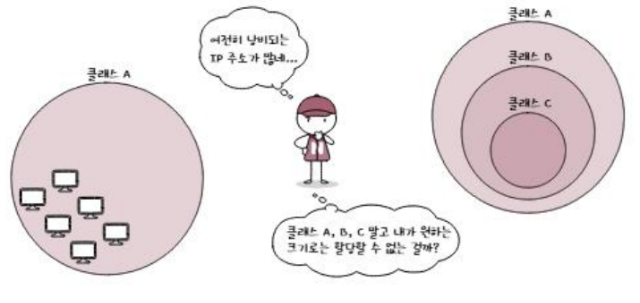 클래스 A
여전히 낭비되는
IP 주소가 많네...
클래스 A, B, C 말고 내가 원하는
크기로는 할당할 수 없는 걸까?
클래스 A
클래스 B
클래스 C